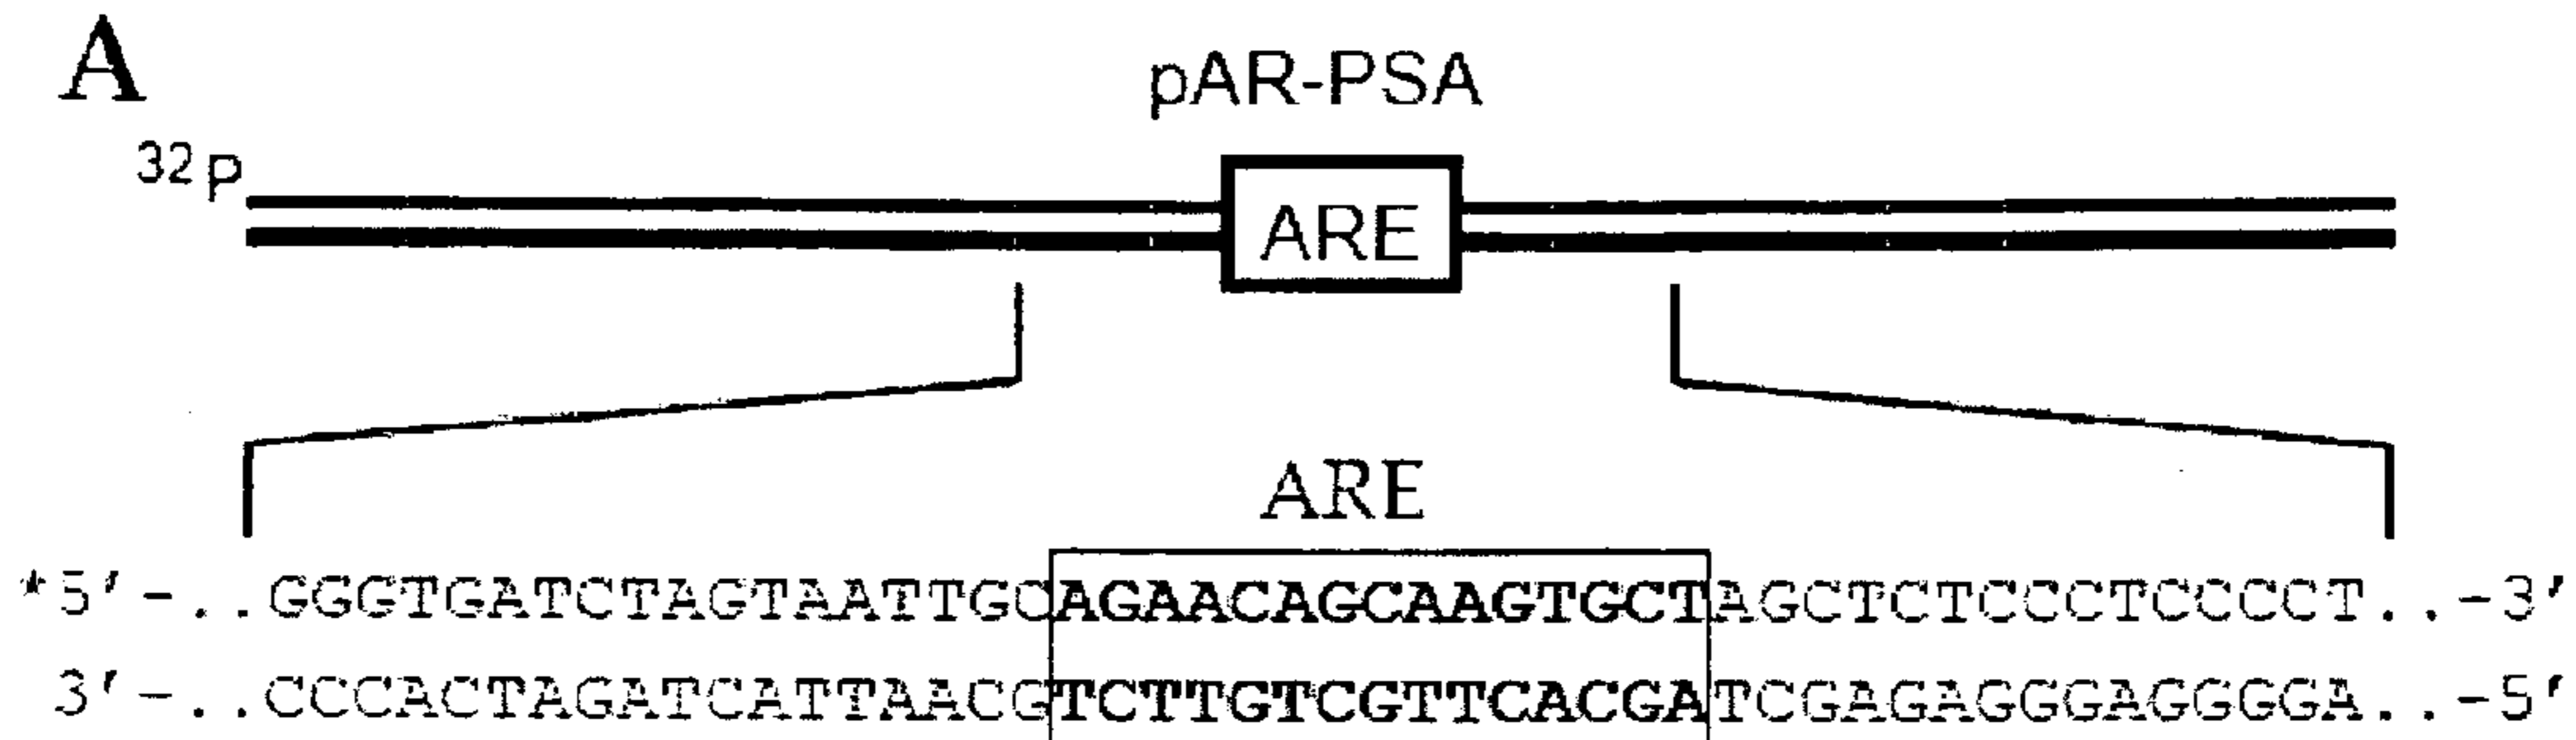 A
pAR-PSA
32P
ARE
ARE
*5'-..GGGTGATCTAGTAATTGCAGAACAGCAAGTGCTAGCTCTCCCTCCCCT..-3'
3'-..CCCACTAGATCATTAACGTCTTGTCGTTCACGATCGAGAGGGAGGGGA..-5'